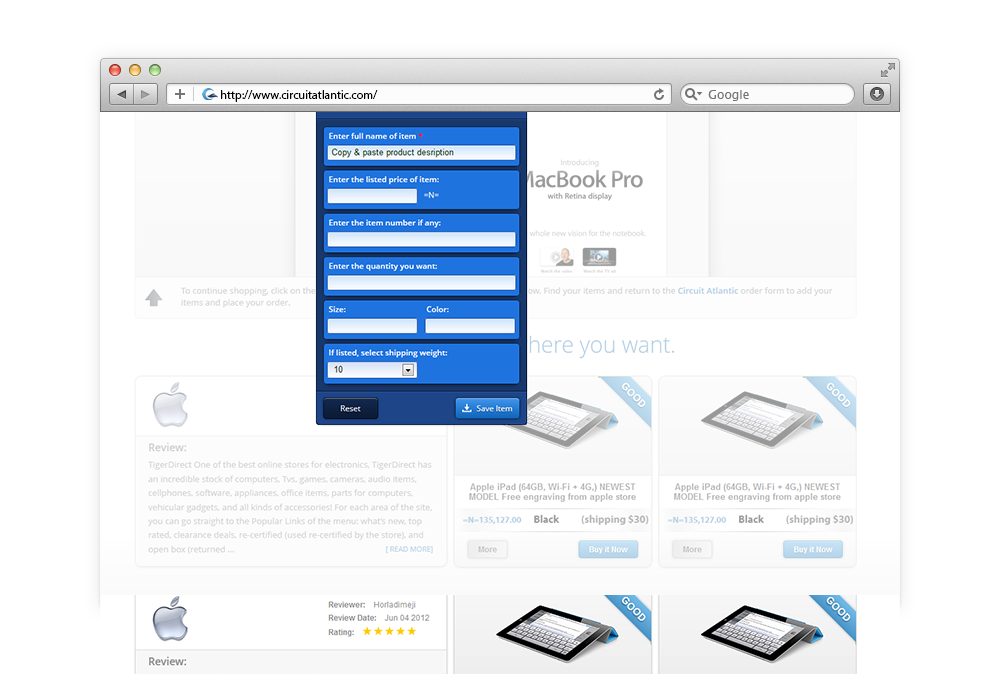 http://www.circuitatlantic.com/
Google
Enter full name of item *
Copy & paste product desription
Enter the listed price of item:
=N=
Enter the item number if any:
Enter the quantity you want:
Size: Color:
If listed, select shipping weight:
10
Reset
Save Item
Introducing
MacBook Pro
with Retina display
whole new vision for the notebook.
Watch the video Watch the TV ad
To continue shopping, click on the
ow. Find your items and return to the Circuit Atlantic order form to add your
items and place your order.
here you want.
Review:
TigerDirect One of the best online stores for electronics, TigerDirect has
an incredible stock of computers, Tvs, games, cameras, audio items,
cellphones, software, appliances, office items, parts for computers,
vehicular gadgets, and all kinds of accessories! For each area of the site,
you can go straight to the Popular Links of the menu: what's new, top
rated, clearance deals, re-certified (used re-certified by the store), and
open box (returned ...
[ READ MORE]
GOOD
Apple iPad (64GB, Wi-Fi + 4G,) NEWEST
MODEL Free engraving from apple store
=N=135,127.00 Black (shipping $30)
More
Buy it Now
GOOD
Apple iPad (64GB, Wi-Fi + 4G,) NEWEST
MODEL Free engraving from apple store
=N=135,127.00 Black (shipping $30)
More
Buy it Now
Reviewer: Horladimeji
Review Date: Jun 04 2012
Rating:
Review:
GOOD
GOOD